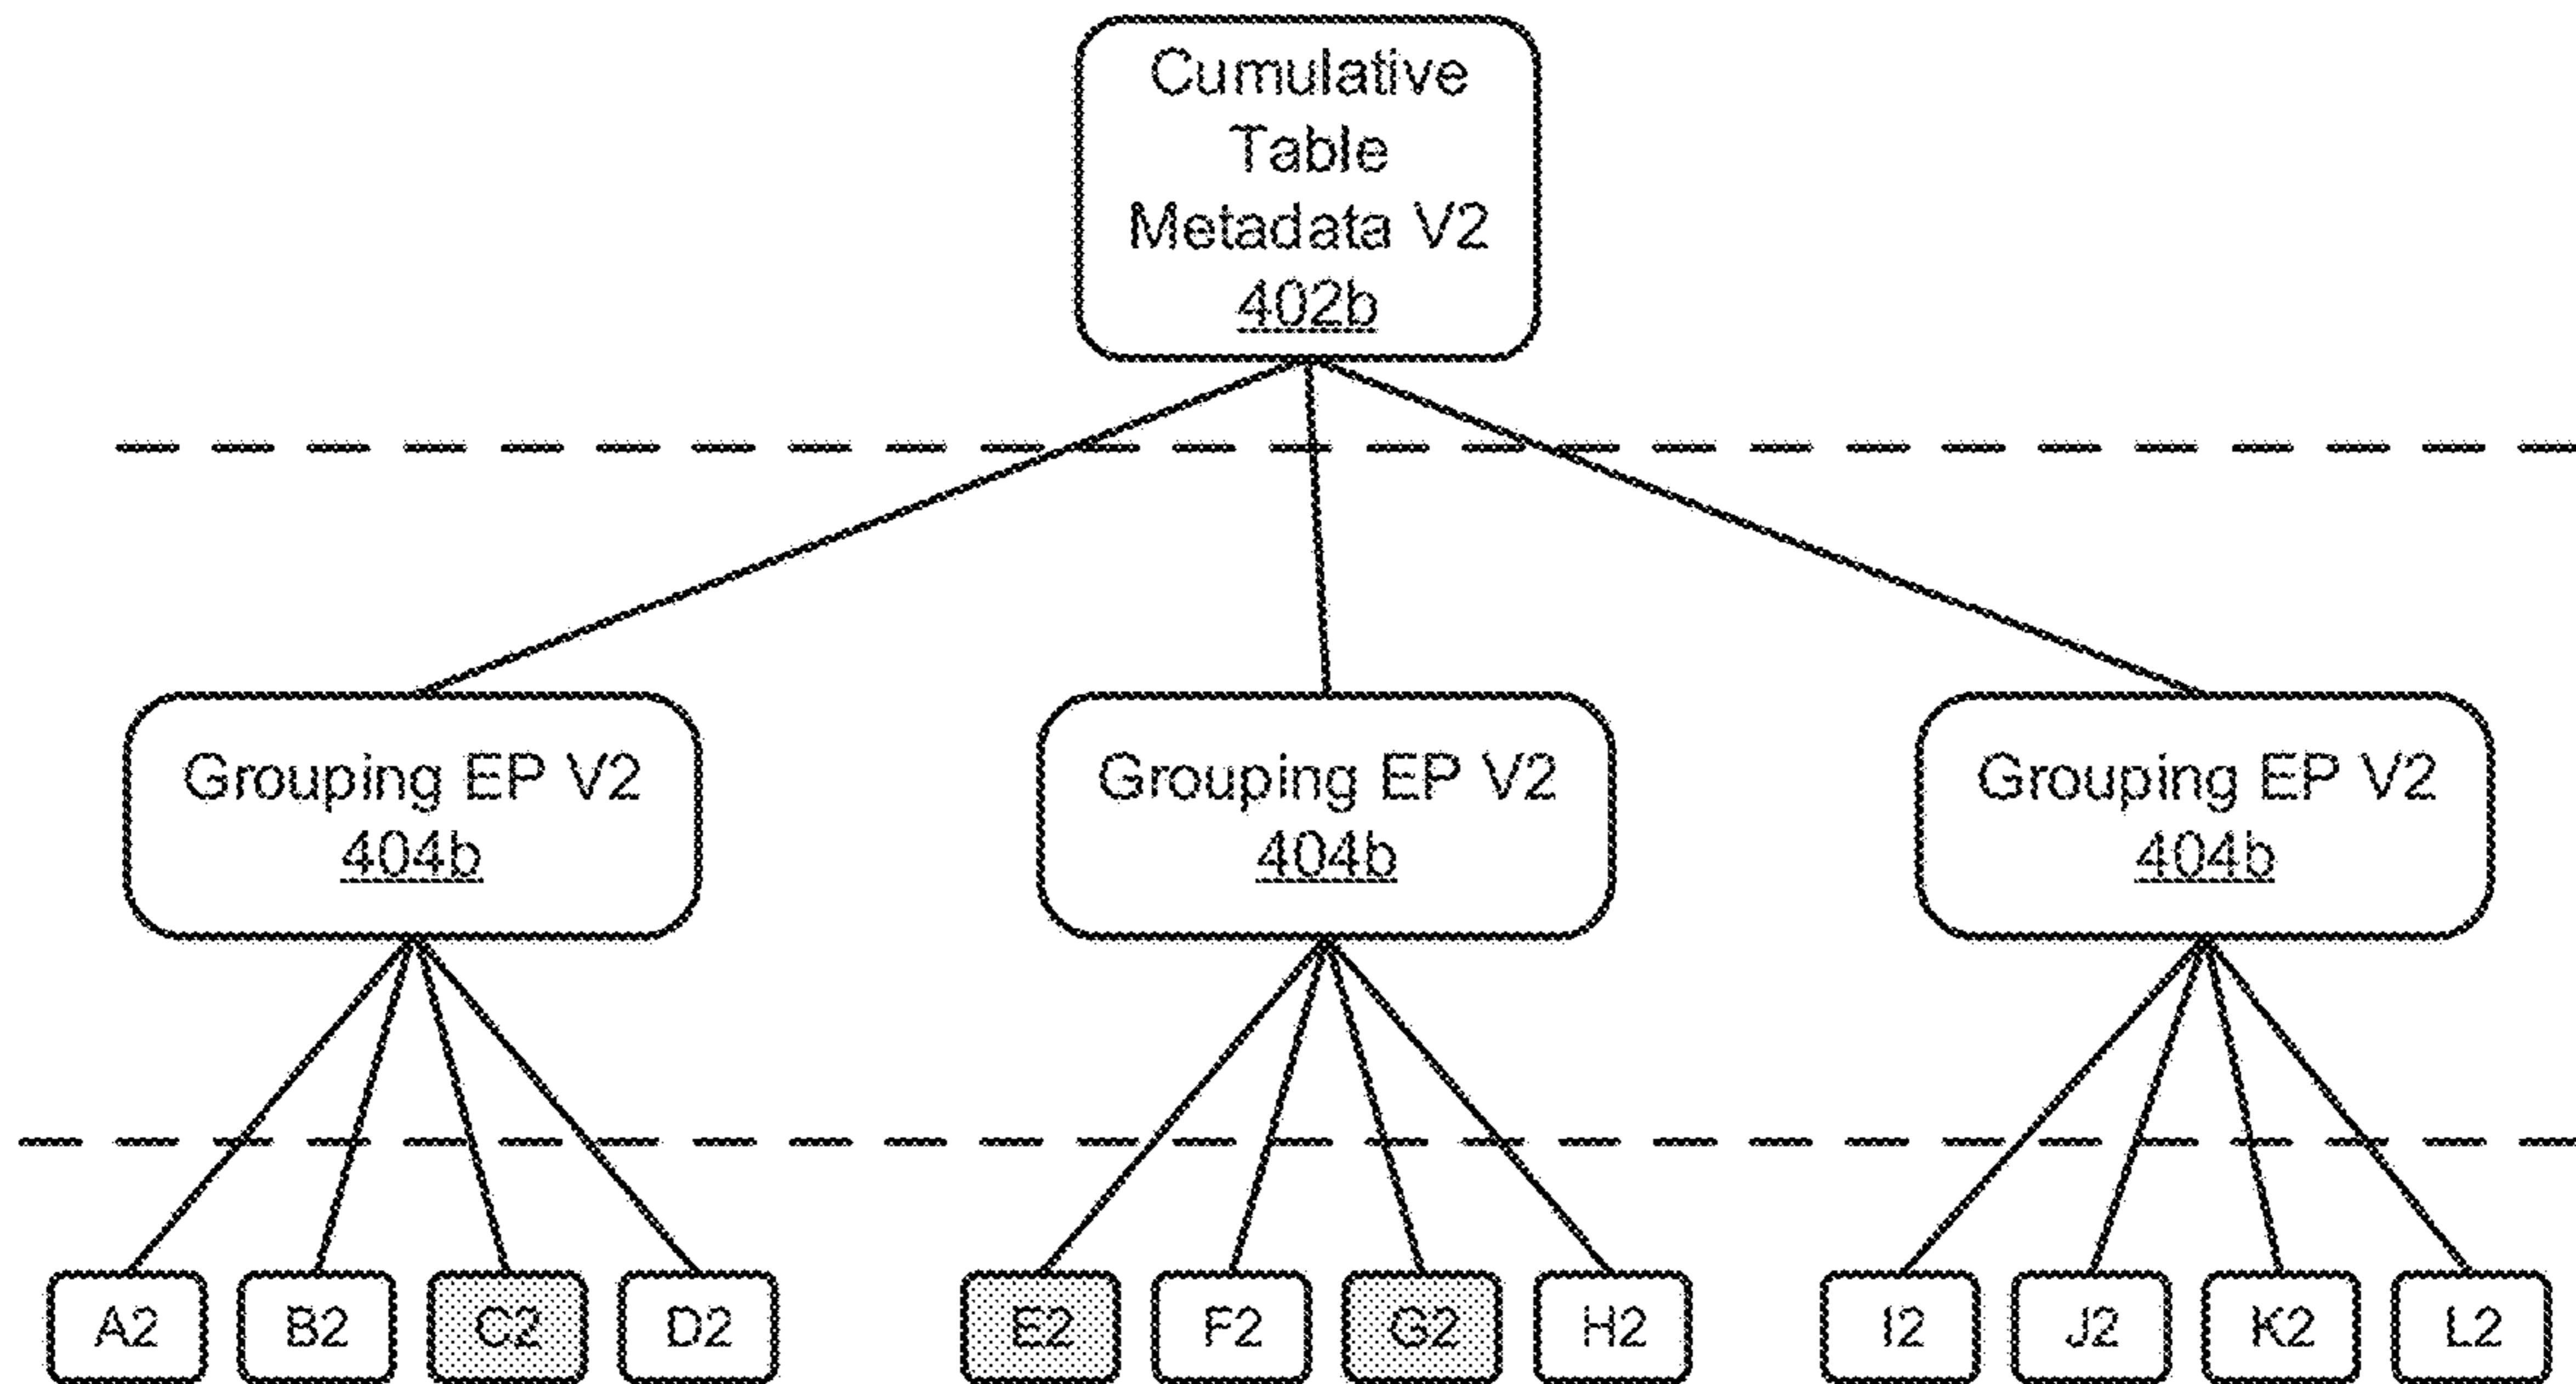 Cumulative
Table
Metadata V2
402b
Grouping EP V2
404b
Grouping EP V2
404b
Grouping EP V2
404b
A2
B2
C2
D2
E2
F2
G2
H2
I2
J2
K2
L2